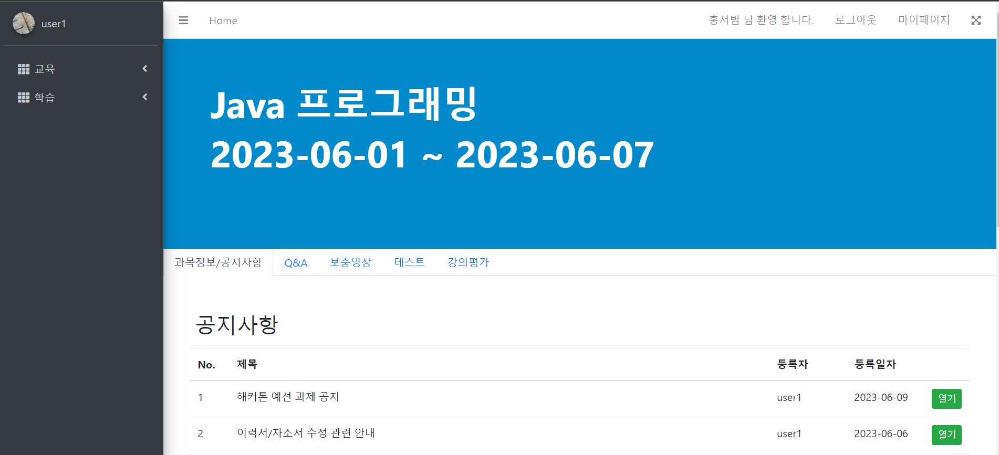 user1
교육
학습
Home
홍서범 님 환영 합니다.
로그아웃
마이페이지
Java 프로그래밍
2023-06-01 ~ 2023-06-07
과목정보/공지사항 Q&A 보충영상 테스트 강의평가
공지사항
No. 제목 등록자 등록일자
1 해커톤 예선 과제 공지 user1 2023-06-09 열기
2 이력서/자소서 수정 관련 안내 user1 2023-06-06 열기